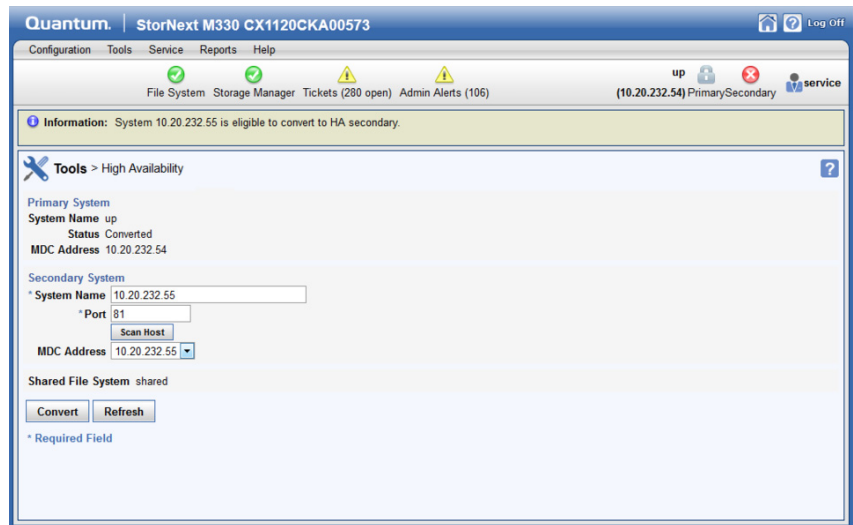 Quantum. | StorNext M330 CX1120CKA00573
? Log Off
Configuration Tools Service Reports Help
File System Storage Manager Tickets (280 open) Admin Alerts (106)
up
(10.20.232.54) Primary Secondary
service
Information: System 10.20.232.55 is eligible to convert to HA secondary.
Tools > High Availability ?
Primary System
System Name up
Status Converted
MDC Address 10.20.232.54
Secondary System
* System Name 10.20.232.55
* Port 81
Scan Host
MDC Address 10.20.232.55
Shared File System shared
Convert Refresh
* Required Field